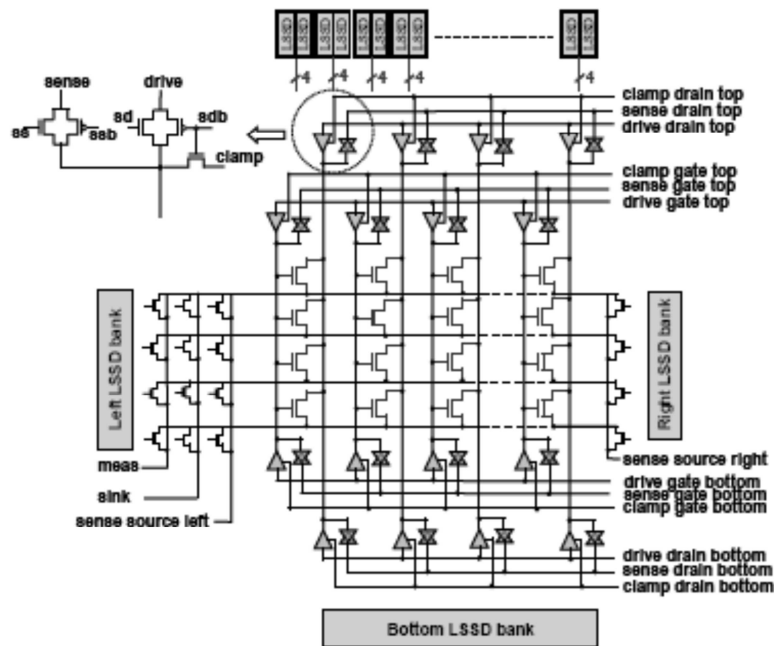 LSSD LSSD LSSD LSSD LSSD LSSD LSSD LSSD LSSD LSSD
4 4 4 4 4
sense drive
ss ssb sd sdb
clamp
clamp drain top
sense drain top
drive drain top
clamp gate top
sense gate top
drive gate top
Left LSSD bank
Right LSSD bank
meas
sink
sense source left
sense source right
drive gate bottom
sense gate bottom
clamp gate bottom
drive drain bottom
sense drain bottom
clamp drain bottom
Bottom LSSD bank